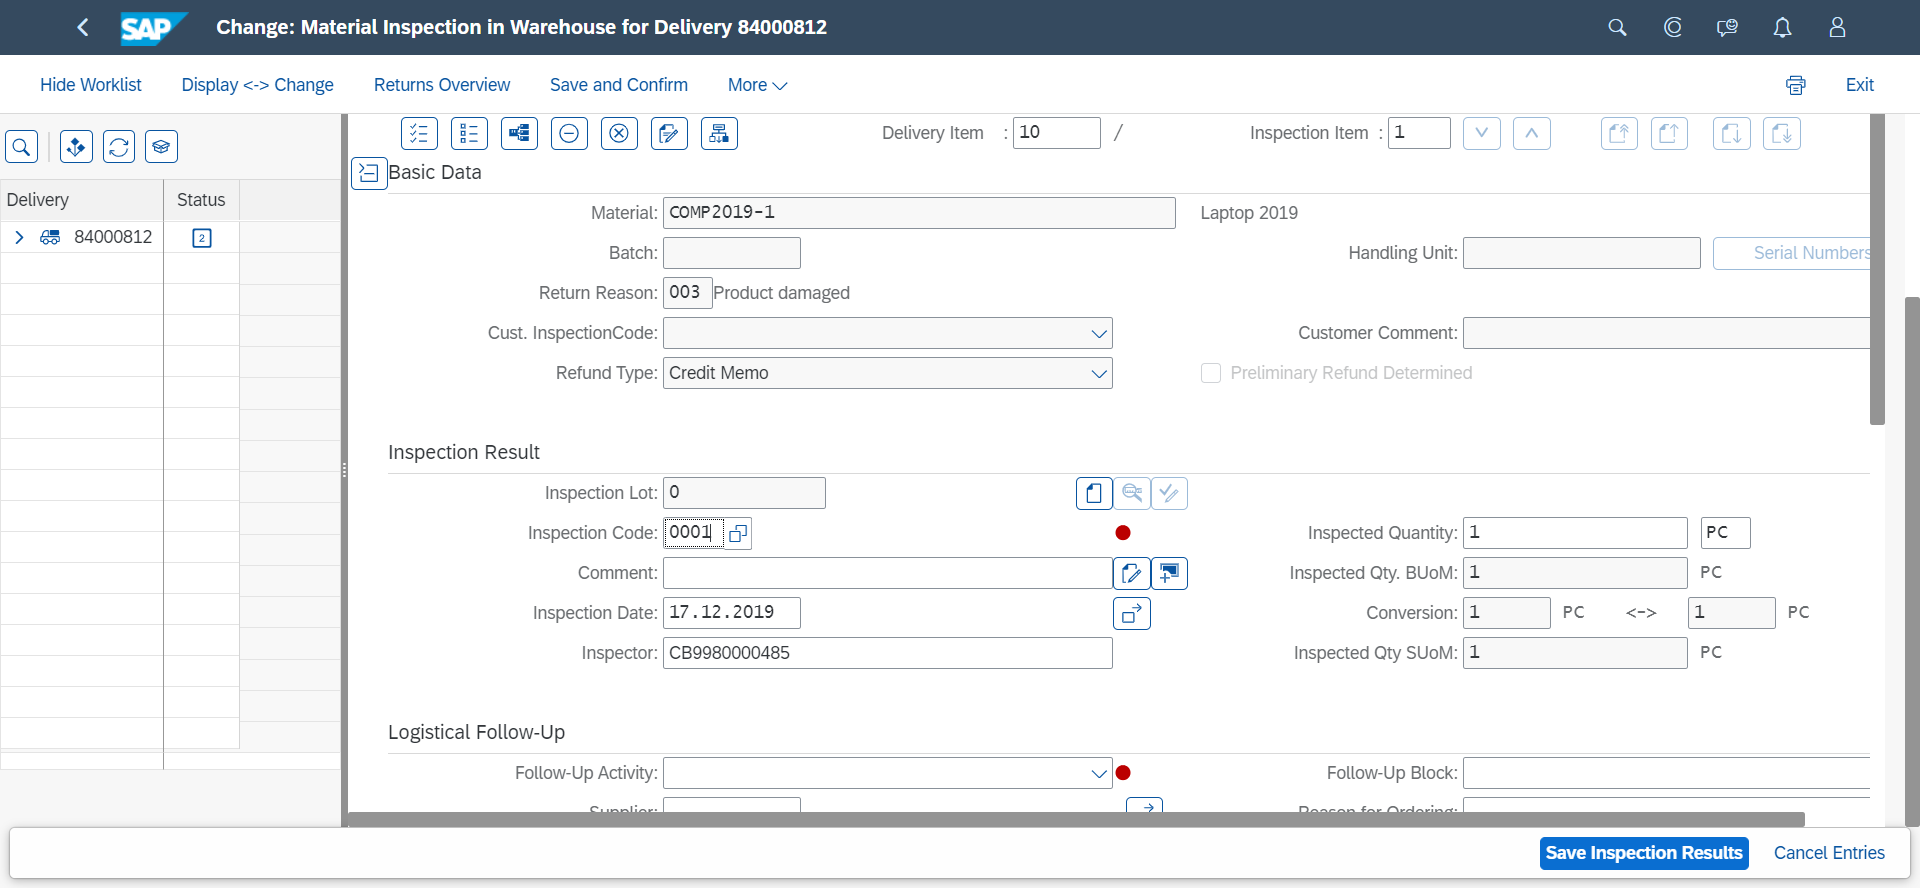 SAP Change: Material Inspection in Warehouse for Delivery 84000812
Hide Worklist Display <-> Change Returns Overview Save and Confirm More Exit
Delivery Item : 10 / Inspection Item : 1
Basic Data
Delivery Status
Material: COMP2019-1 Laptop 2019
84000812 2
Batch: Handling Unit: Serial Numbers
Return Reason: 003 Product damaged
Cust. InspectionCode: Customer Comment:
Refund Type: Credit Memo Preliminary Refund Determined
Inspection Result
Inspection Lot: 0
Inspection Code: 0001 Inspected Quantity: 1 PC
Comment: Inspected Qty. BUoM: 1 PC
Inspection Date: 17.12.2019 Conversion: 1 PC <-> 1 PC
Inspector: CB9980000485 Inspected Qty SUoM: 1 PC
Logistical Follow-Up
Follow-Up Activity: Follow-Up Block:
Supplier: Reason for Ordering:
Save Inspection Results Cancel Entries